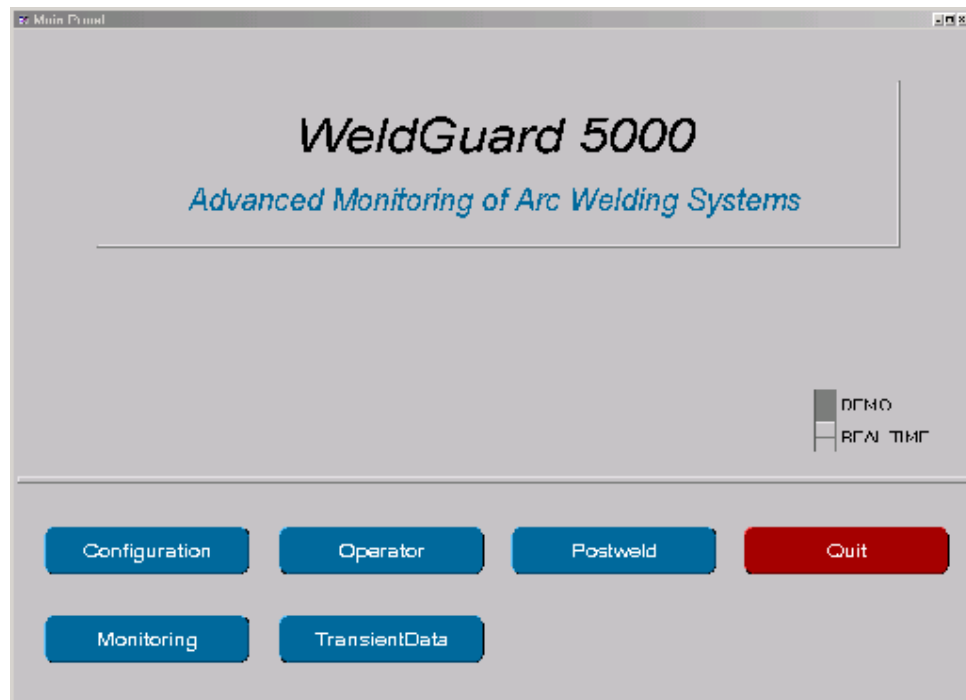 Main Panel
WeldGuard 5000
Advanced Monitoring of Arc Welding Systems
DEMO
REAL TIME
Configuration Operator Postweld Quit
Monitoring TransientData